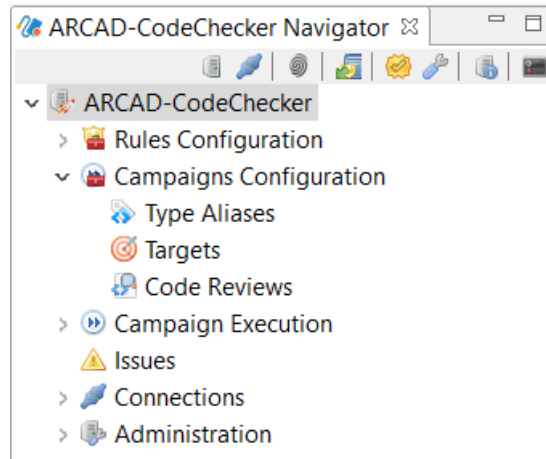 ARCAD-CodeChecker Navigator
ARCAD-CodeChecker
Rules Configuration
Campaigns Configuration
Type Aliases
Targets
Code Reviews
Campaign Execution
Issues
Connections
Administration